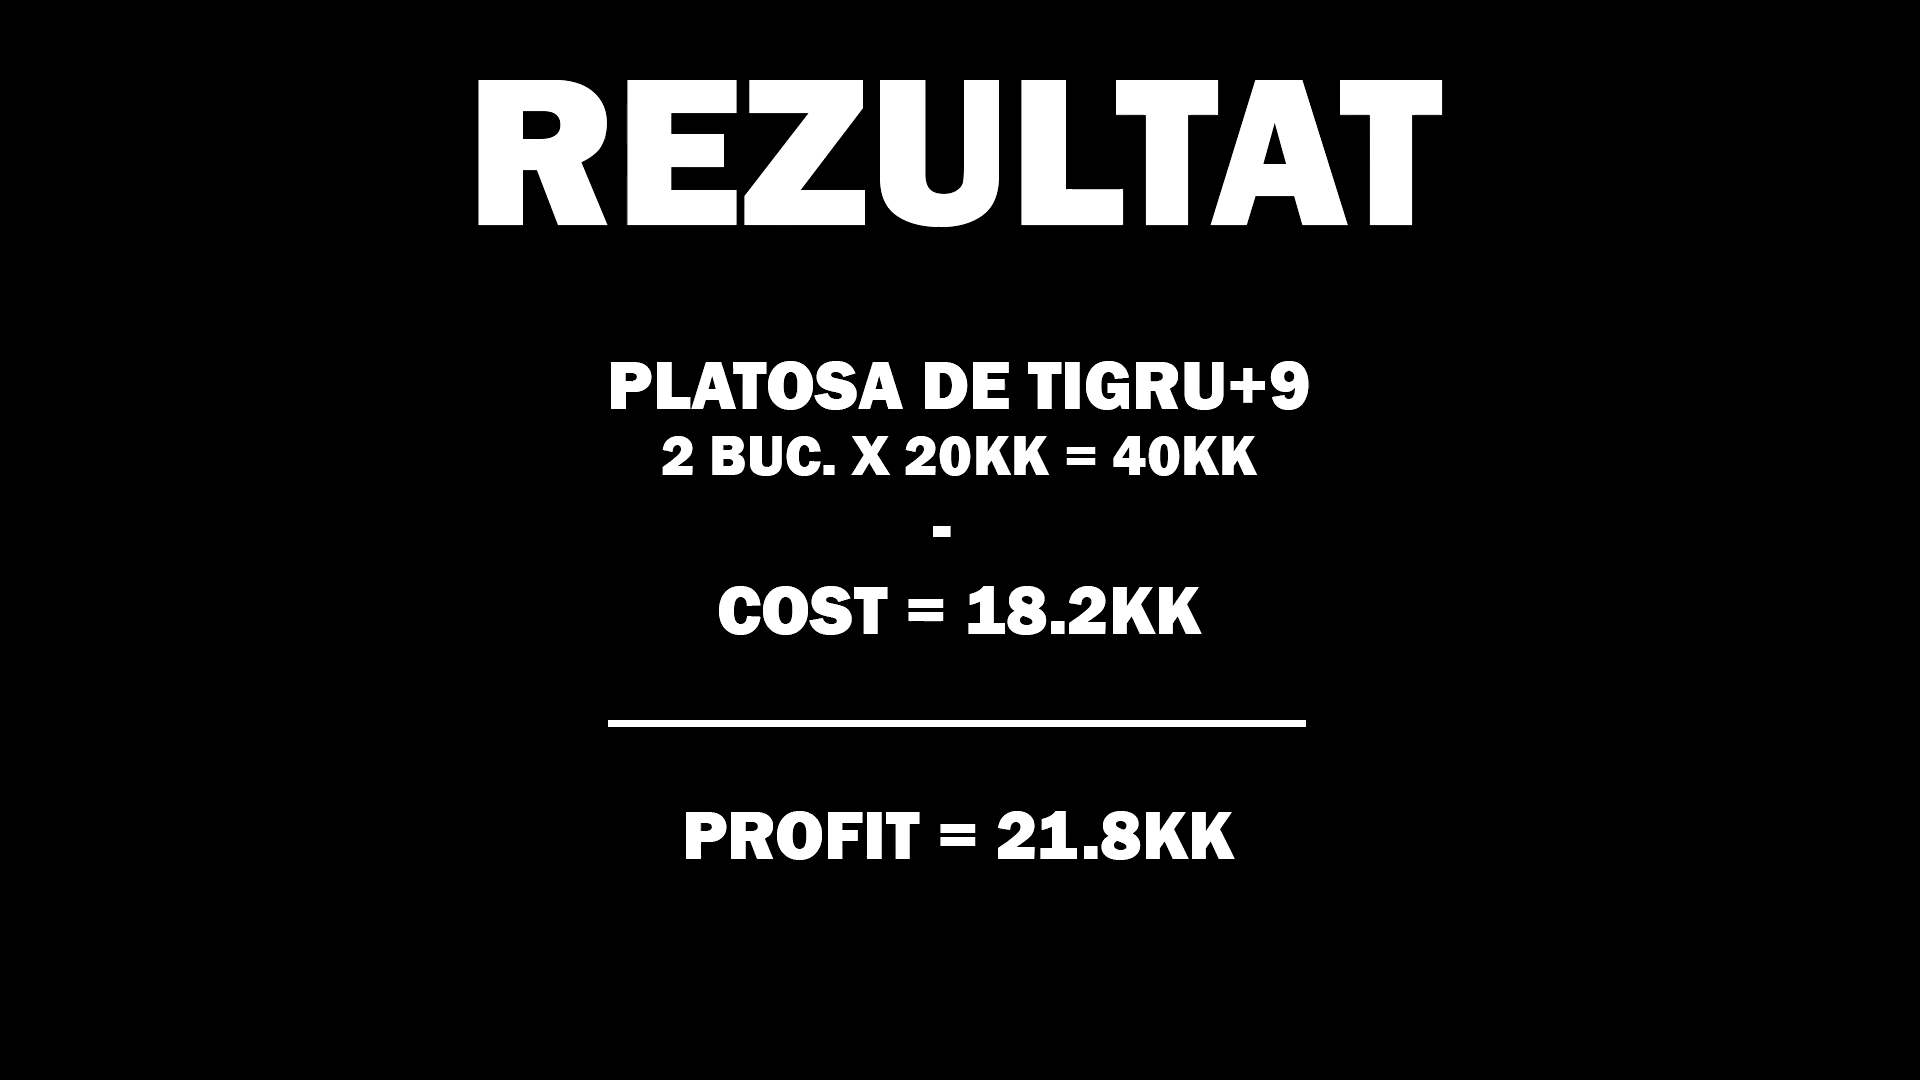 REZULTAT
PLATOSA DE TIGRU+9
2 BUC. X 20KK = 40KK
-
COST = 18.2KK
PROFIT = 21.8KK